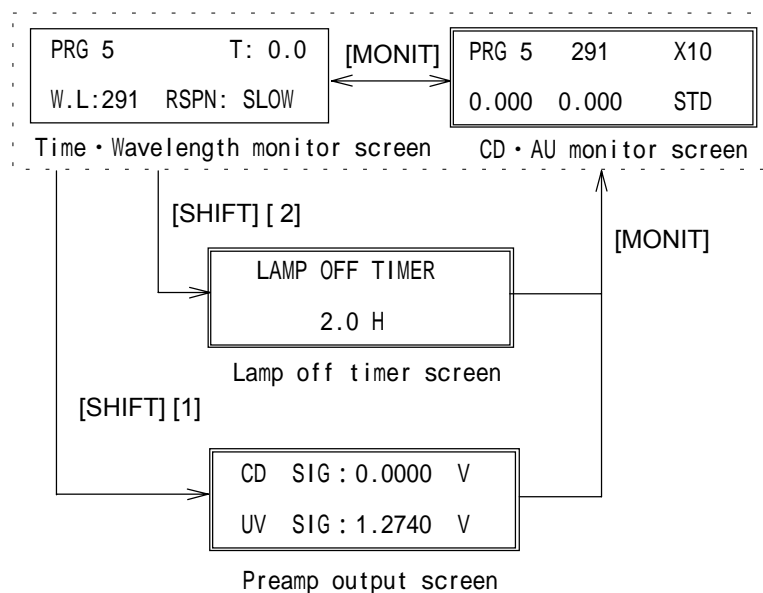 PRG 5 T: 0.0
W.L:291 RSPN: SLOW
Time・Wavelength monitor screen
[MONIT]
PRG 5 291 X10
0.000 0.000 STD
CD・AU monitor screen
[SHIFT] [ 2]
[MONIT]
LAMP OFF TIMER
2.0 H
Lamp off timer screen
[SHIFT] [1]
CD SIG:0.0000 V
UV SIG:1.2740 V
Preamp output screen